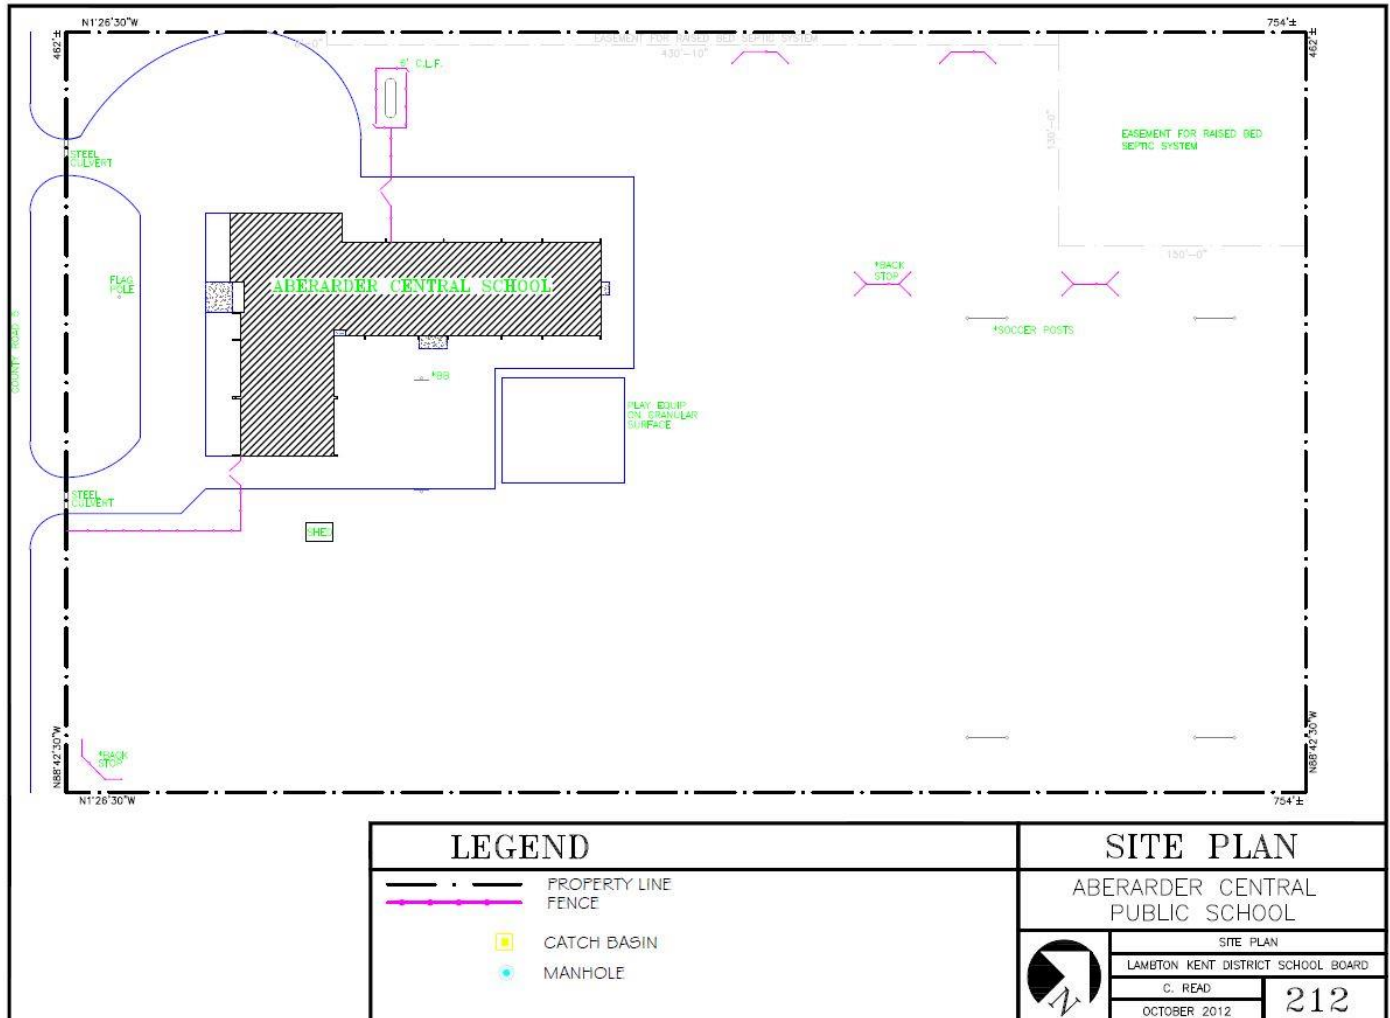 N1°26'30"W
754'±
462'±
462'±
EASEMENT FOR RAISED BED SEPTIC SYSTEM
430'-10"
6' C.L.F.
130'-0"
EASEMENT FOR RAISED BED
SEPTIC SYSTEM
STEEL
CULVERT
150'-0"
*BACK
STOP
FLAG
POLE
ABERARDER CENTRAL SCHOOL
*SOCCER POSTS
COUNTY ROAD 5
*BB
PLAY EQUIP
ON GRANULAR
SURFACE
STEEL
CULVERT
SHED
N88°42'30"W
N88°42'30"W
*BACK
STOP
N1°26'30"W
754'±
LEGEND
PROPERTY LINE
FENCE
CATCH BASIN
MANHOLE
SITE PLAN
ABERARDER CENTRAL
PUBLIC SCHOOL
SITE PLAN
LAMBTON KENT DISTRICT SCHOOL BOARD
N
C. READ
OCTOBER 2012
212